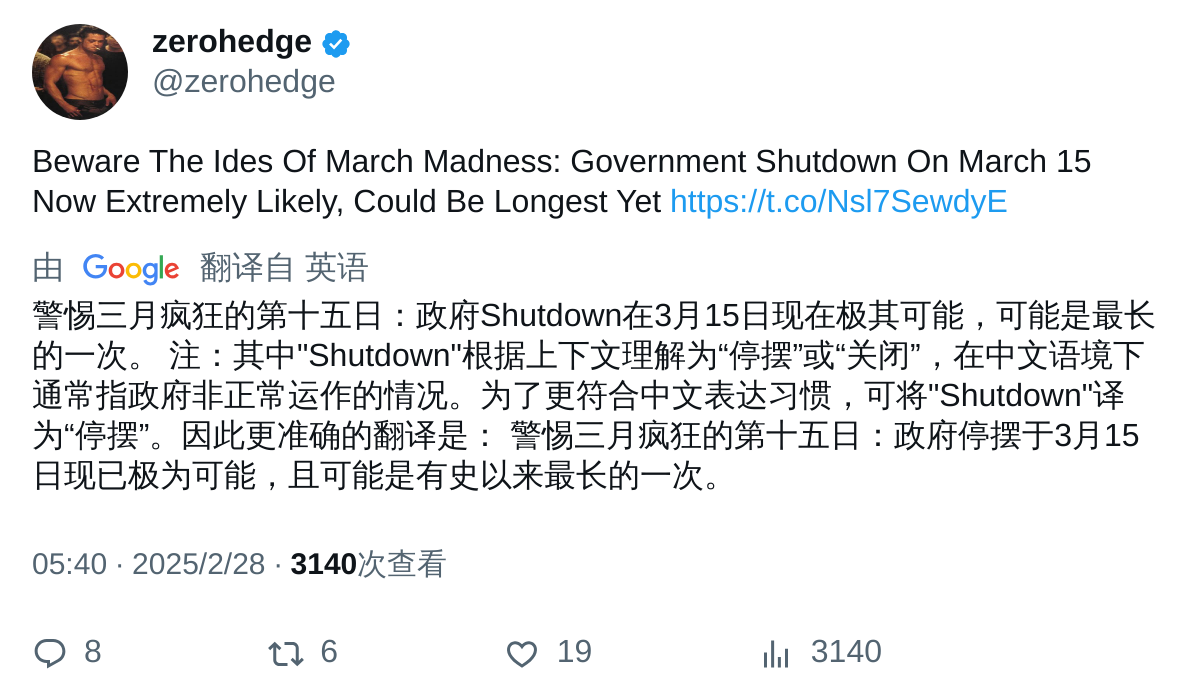 zerohedge
@zerohedge
Beware The Ides Of March Madness: Government Shutdown On March 15
Now Extremely Likely, Could Be Longest Yet https://t.co/Nsl7SewdyE
由 Google 翻译自 英语
警惕三月疯狂的第十五日：政府Shutdown在3月15日现在极其可能，可能是最长
的一次。 注：其中"Shutdown"根据上下文理解为“停摆”或“关闭”，在中文语境下
通常指政府非正常运作的情况。为了更符合中文表达习惯，可将"Shutdown"译
为“停摆”。因此更准确的翻译是： 警惕三月疯狂的第十五日：政府停摆于3月15
日现已极为可能，且可能是有史以来最长的一次。
05:40 · 2025/2/28 · 3140次查看
8 6 19 3140